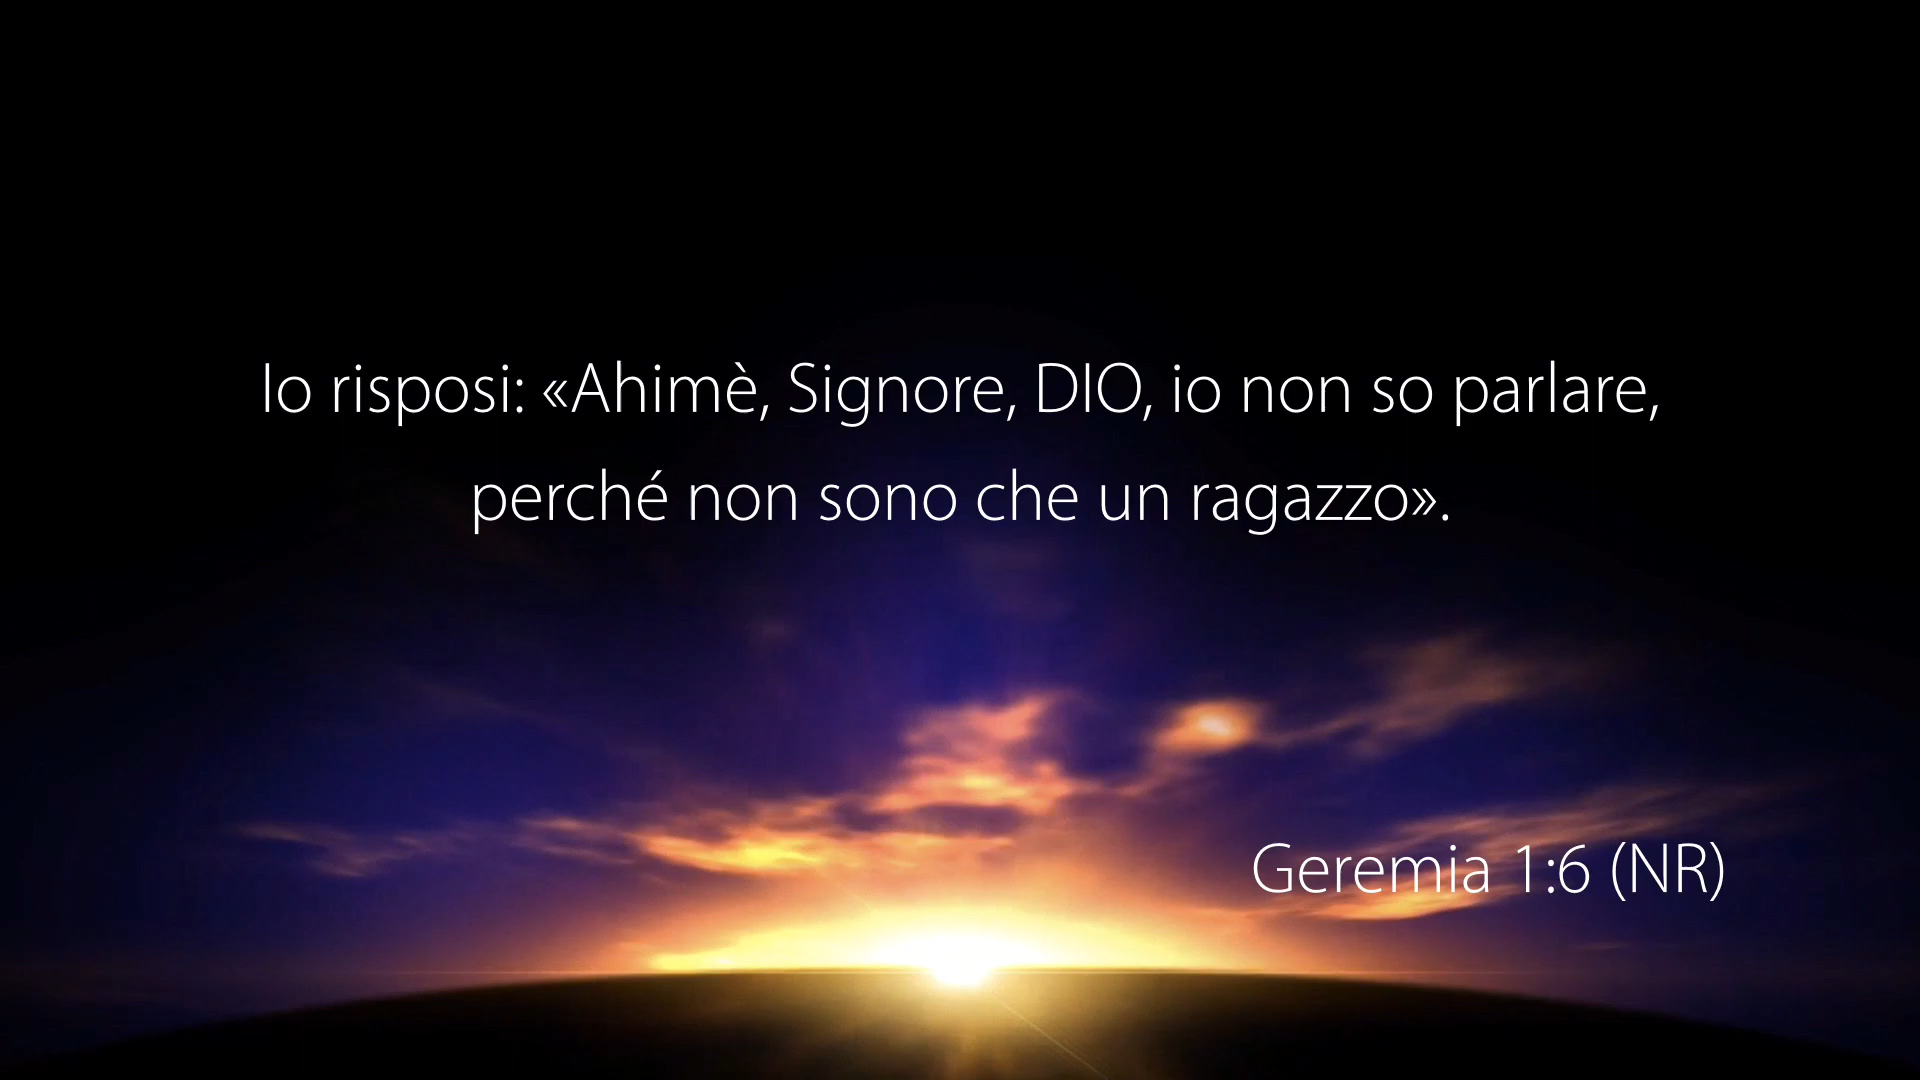 Io risposi: «Ahimè, Signore, DIO, io non so parlare,
perché non sono che un ragazzo».
Geremia 1:6 (NR)